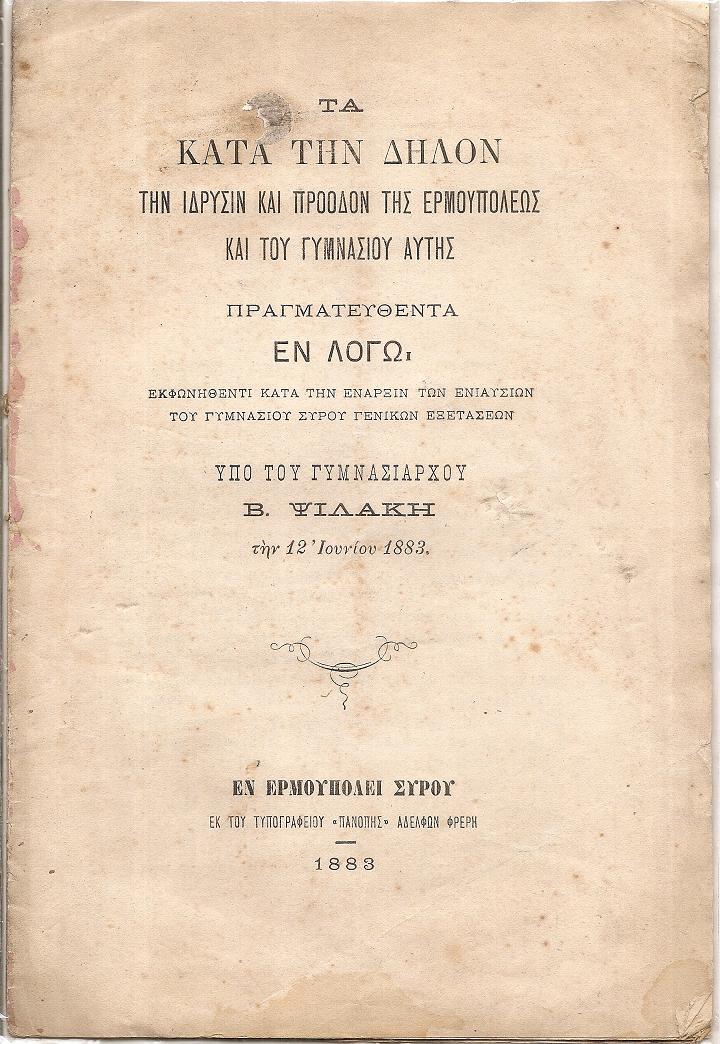 ΤΑ
ΚΑΤΑ ΤΗΝ ΔΗΛΟΝ
ΤΗΝ ΙΔΡΥΣΙΝ ΚΑΙ ΠΡΟΟΔΟΝ ΤΗΣ ΕΡΜΟΥΠΟΛΕΩΣ
ΚΑΙ ΤΟΥ ΓΥΜΝΑΣΙΟΥ ΑΥΤΗΣ
ΠΡΑΓΜΑΤΕΥΘΕΝΤΑ
ΕΝ ΛΟΓΩι
ΕΚΦΩΝΗΘΕΝΤΙ ΚΑΤΑ ΤΗΝ ΕΝΑΡΞΙΝ ΤΩΝ ΕΝΙΑΥΣΙΩΝ
ΤΟΥ ΓΥΜΝΑΣΙΟΥ ΣΥΡΟΥ ΓΕΝΙΚΩΝ ΕΞΕΤΑΣΕΩΝ
ΥΠΟ ΤΟΥ ΓΥΜΝΑΣΙΑΡΧΟΥ
Β. ΨΙΛΑΚΗ
τὴν 12 Ἰουνίου 1883.
ΕΝ ΕΡΜΟΥΠΟΛΕΙ ΣΥΡΟΥ
ΕΚ ΤΟΥ ΤΥΠΟΓΡΑΦΕΙΟΥ «ΠΑΝΟΠΗΣ» ΑΔΕΛΦΩΝ ΦΡΕΡΗ
1883